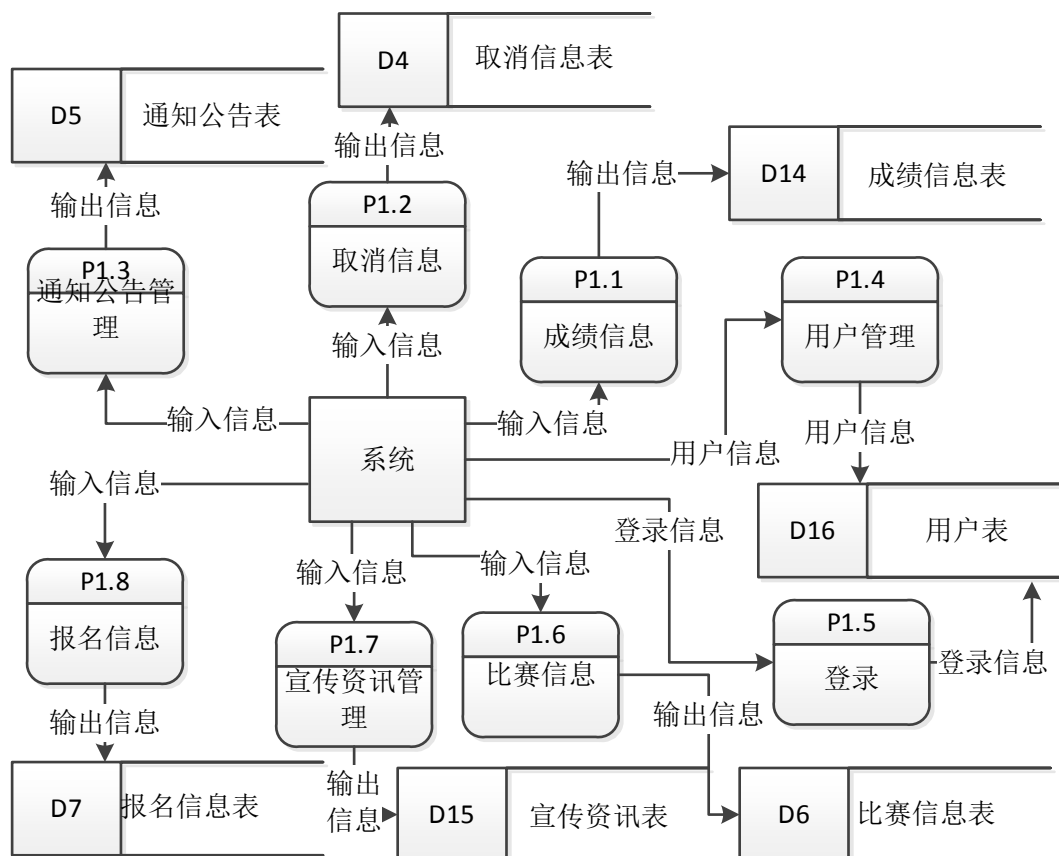 D4
取消信息表
D5
通知公告表
输出信息
D14
成绩信息表
输出信息
输出信息
P1.2
取消信息
P1.3
通知公告管
理
P1.1
成绩信息
P1.4
用户管理
输入信息
输入信息
输入信息
用户信息
用户信息
系统
输入信息
登录信息
D16
用户表
输入信息
输入信息
P1.8
报名信息
P1.7
宣传资讯管
理
P1.6
比赛信息
P1.5
登录
登录信息
输出信息
输出信息
输出
信息
D7
报名信息表
D15
宣传资讯表
D6
比赛信息表